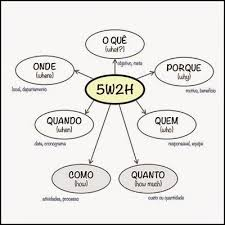 O QUÊ
(what?)
objetivo, meta
ONDE
(where)
local, departamento
PORQUE
(why)
motivo, benefício
5W2H
QUANDO
(when)
data, cronograma
QUEM
(who)
responsável, equipe
COMO
(how)
atividades, processo
QUANTO
(how much)
custo ou quantidade